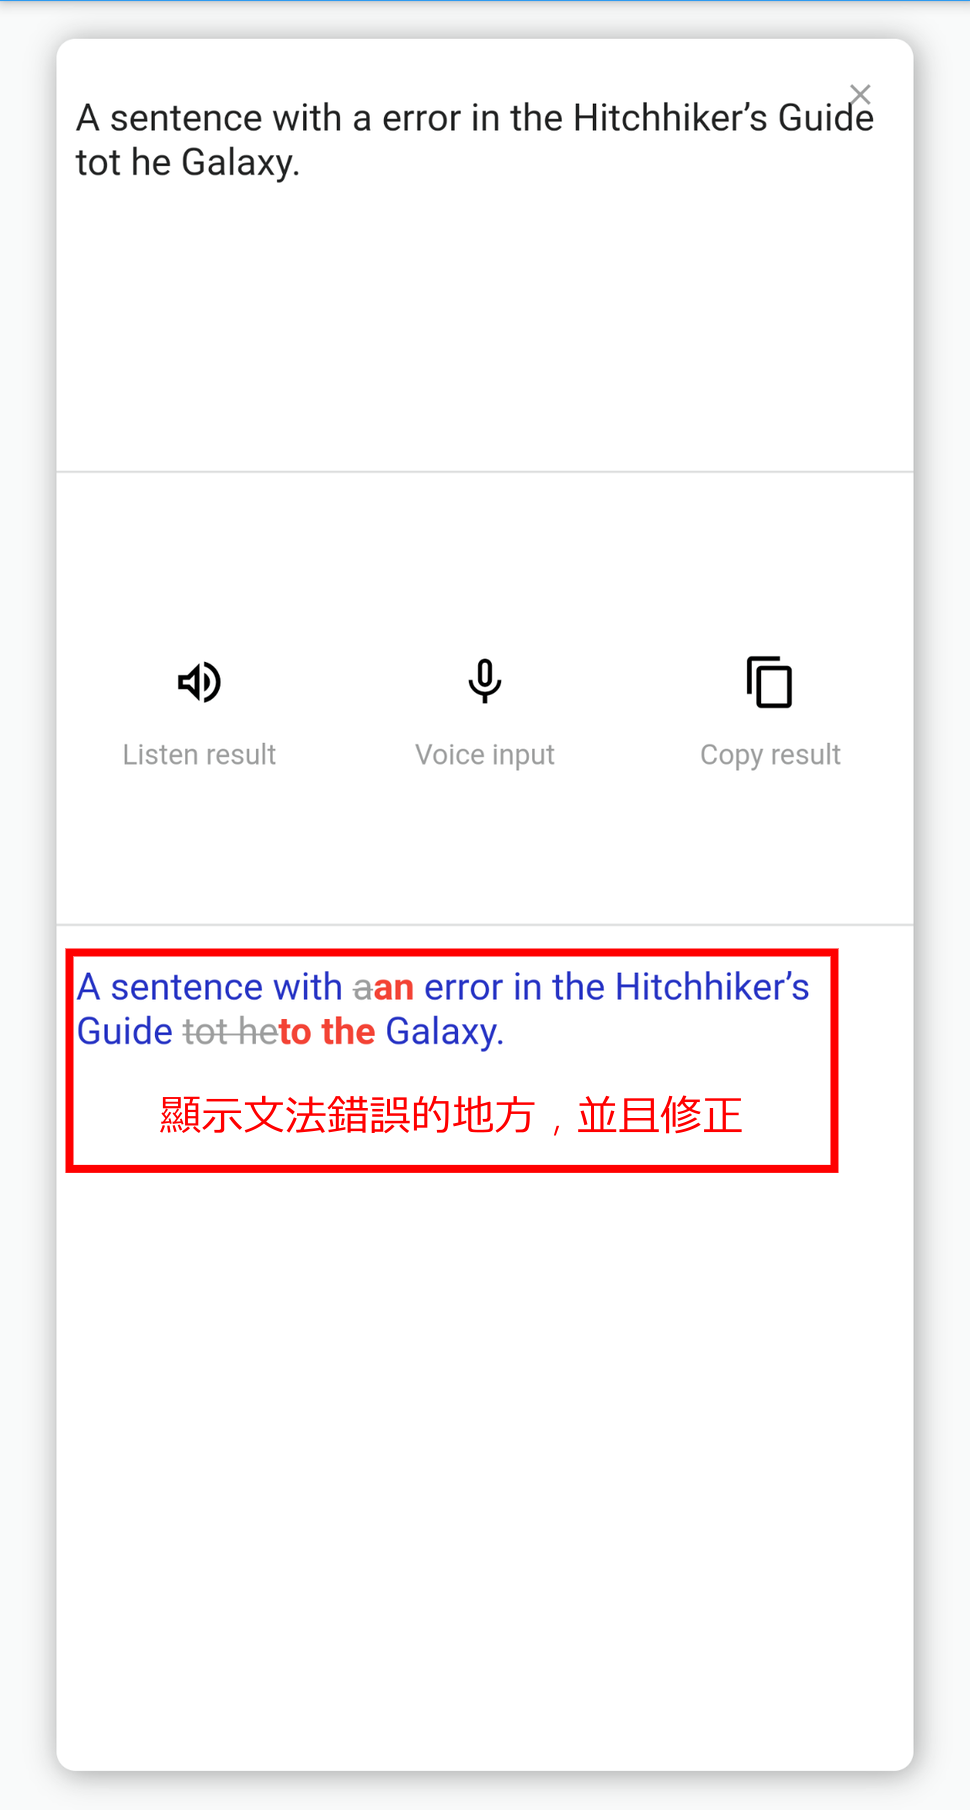 A sentence with a error in the Hitchhiker’s Guide
tot he Galaxy.
Listen result
Voice input
Copy result
A sentence with aan error in the Hitchhiker’s
Guide tot heto the Galaxy.
顯示文法錯誤的地方，並且修正